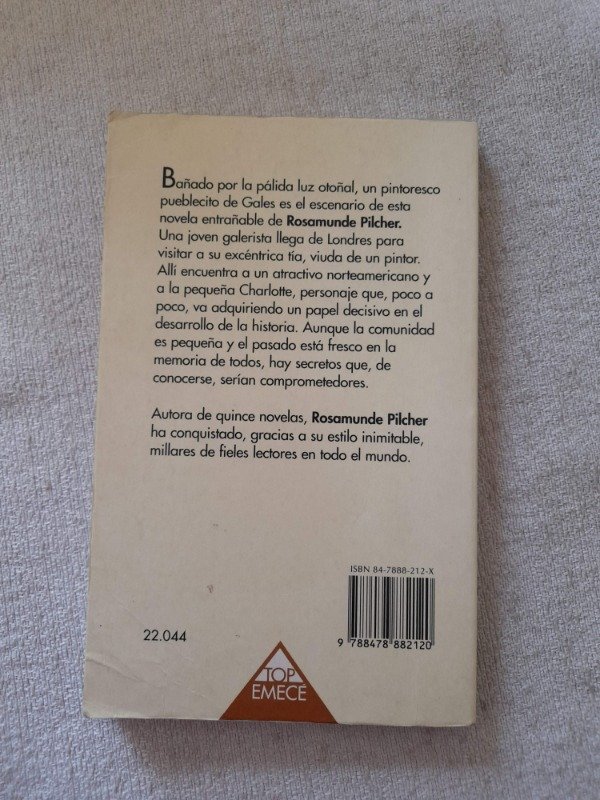 Bañado por la pálida luz otoñal, un pintoresco
pueblecito de Gales es el escenario de esta
novela entrañable de Rosamunde Pilcher.
Una joven galerista llega de Londres para
visitar a su excéntrica tía, viuda de un pintor.
Allí encuentra a un atractivo norteamericano y
a la pequeña Charlotte, personaje que, poco a
poco, va adquiriendo un papel decisivo en el
desarrollo de la historia. Aunque la comunidad
es pequeña y el pasado está fresco en la
memoria de todos, hay secretos que, de
conocerse, serían comprometedores.
Autora de quince novelas, Rosamunde Pilcher
ha conquistado, gracias a su estilo inimitable,
millares de fieles lectores en todo el mundo.
ISBN 84-7888-212-X
9 788478 882120
22.044
TOP
EMECÉ